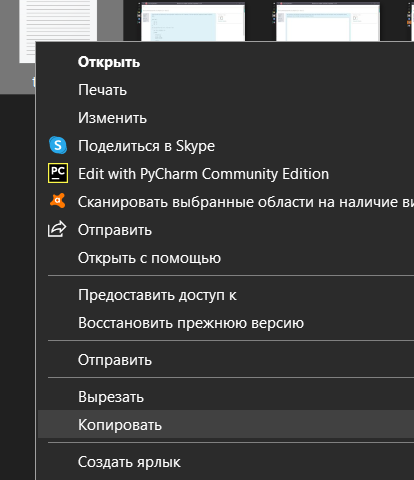 Открыть
Печать
Изменить
Поделиться в Skype
PC Edit with PyCharm Community Edition
Сканировать выбранные области на наличие
Отправить
Открыть с помощью
Предоставить доступ к
Восстановить прежнюю версию
Отправить
Вырезать
Копировать
Создать ярлык